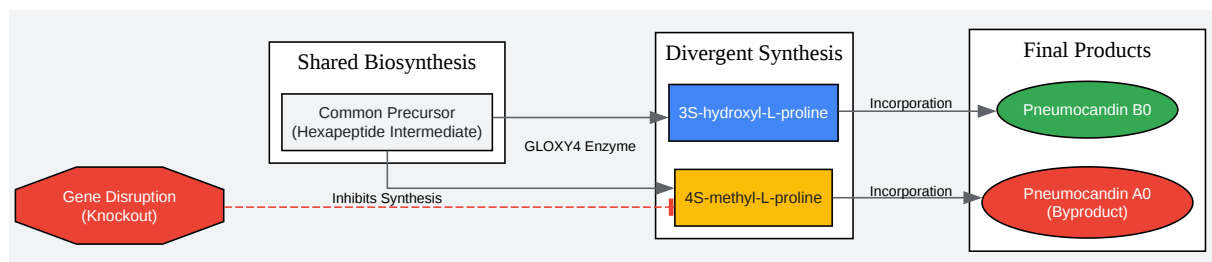 Shared Biosynthesis
Common Precursor
(Hexapeptide Intermediate)
Gene Disruption
(Knockout)
GLOXY4 Enzyme
Inhibits Synthesis
Divergent Synthesis
3S-hydroxyl-L-proline
4S-methyl-L-proline
Incorporation
Incorporation
Final Products
Pneumocandin B0
Pneumocandin A0
(Byproduct)